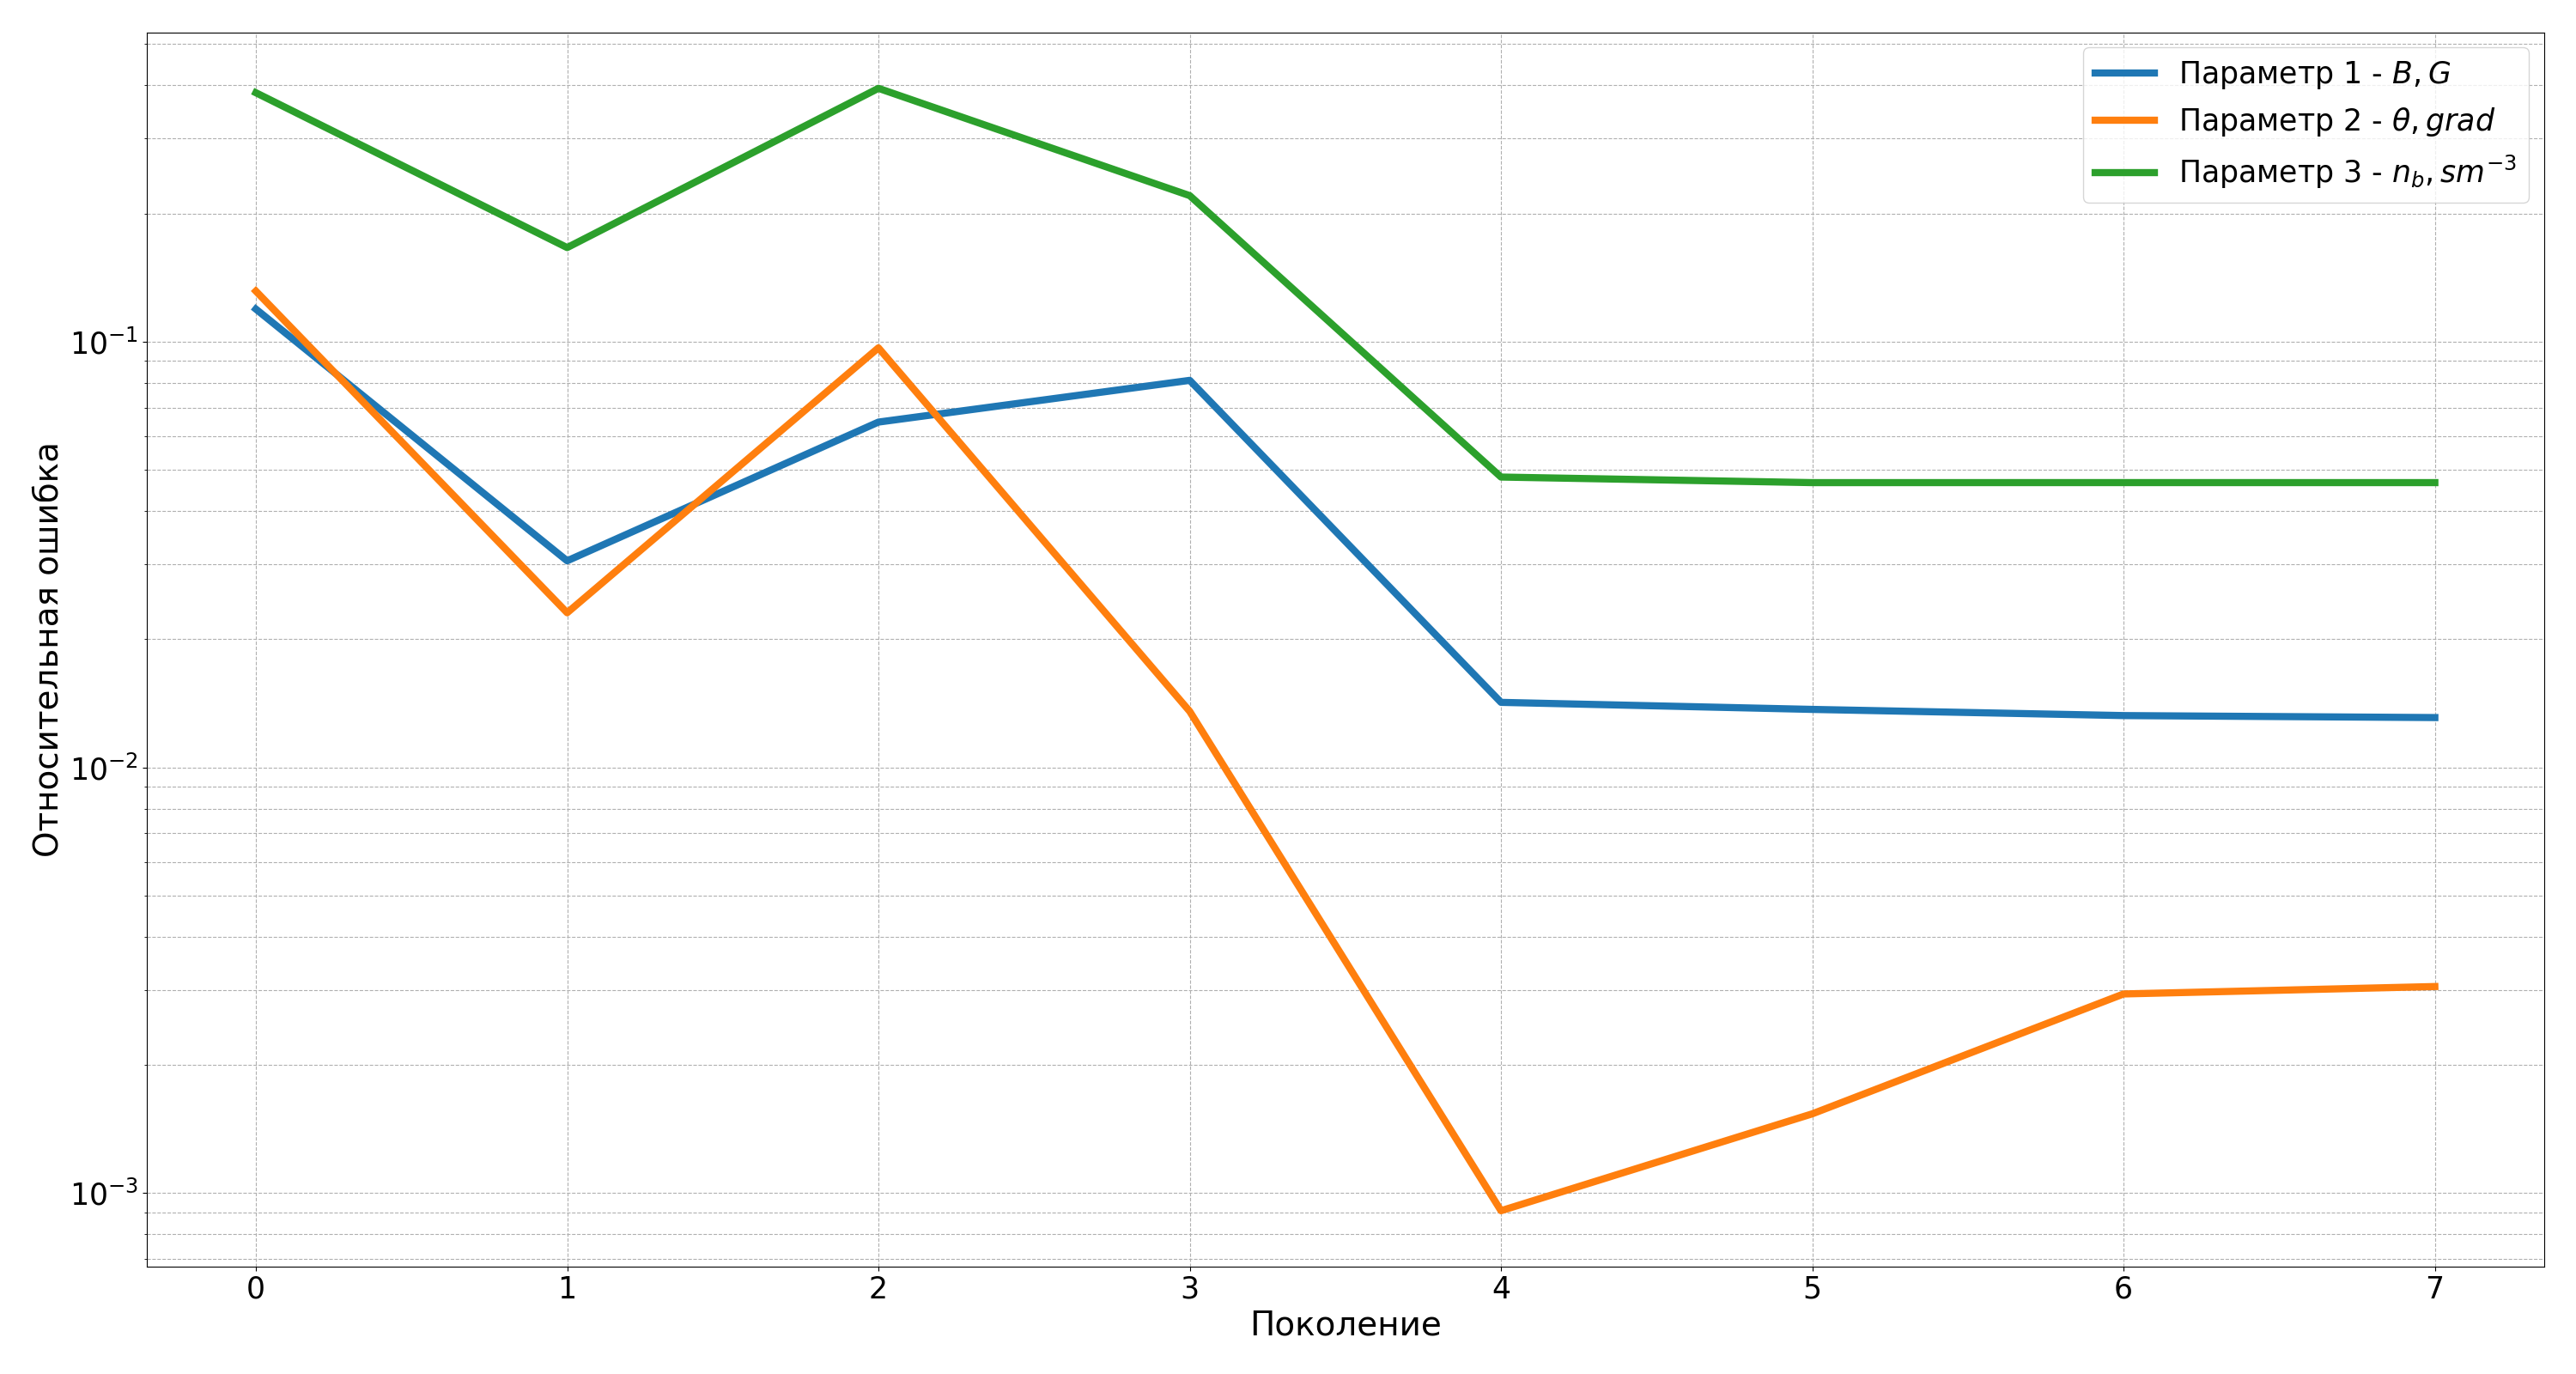 Параметр 1 - B, G
Параметр 2 - θ, grad
Параметр 3 - n_b, sm^{-3}
Относительная ошибка
10^{-1}
10^{-2}
10^{-3}
0 1 2 3 4 5 6 7
Поколение